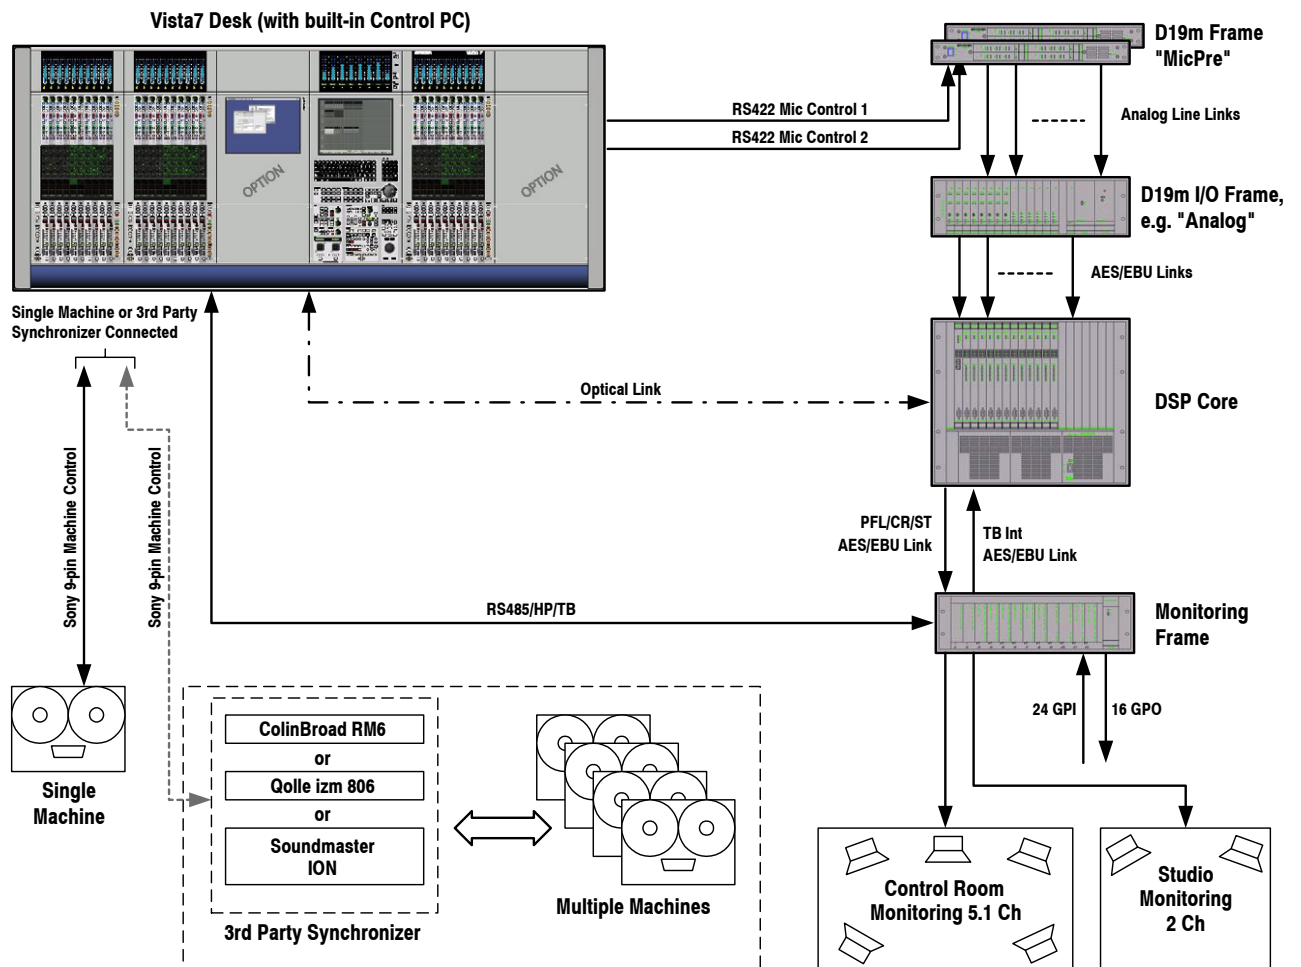 Vista7 Desk (with built-in Control PC)
D19m Frame
"MicPre"
RS422 Mic Control 1
RS422 Mic Control 2
Analog Line Links
OPTION
OPTION
D19m I/O Frame,
e.g. "Analog"
AES/EBU Links
Single Machine or 3rd Party
Synchronizer Connected
Optical Link
DSP Core
Sony 9-pin Machine Control
Sony 9-pin Machine Control
PFL/CR/ST
AES/EBU Link
TB Int
AES/EBU Link
RS485/HP/TB
Monitoring
Frame
24 GPI
16 GPO
Single
Machine
ColinBroad RM6
or
Qolle izm 806
or
Soundmaster
ION
3rd Party Synchronizer
Multiple Machines
Control Room
Monitoring 5.1 Ch
Studio
Monitoring
2 Ch